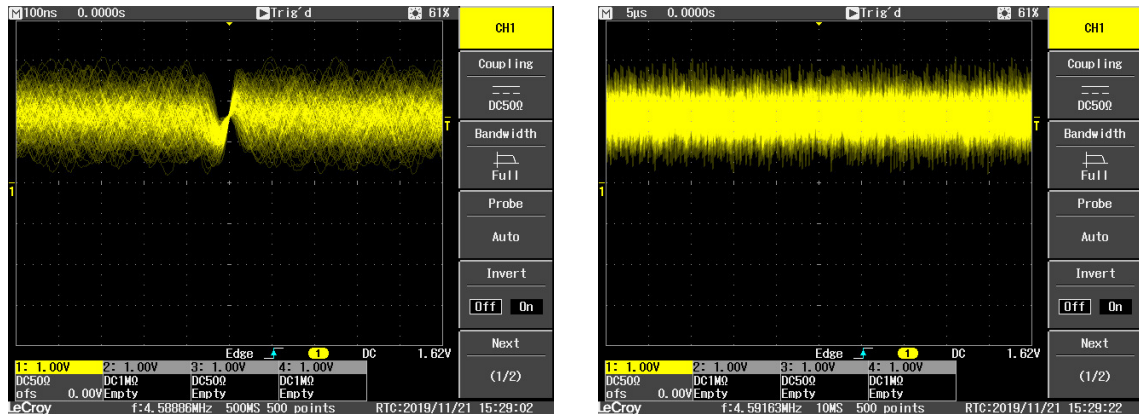 M 100ns 0.0000s Trig´d 61%
CH1
Coupling
DC50Ω
Bandwidth
Full
Probe
Auto
Invert
Off On
Next
(1/2)
T
1
Edge 1 DC 1.62V
1: 1.00V 2: 1.00V 3: 1.00V 4: 1.00V
DC50Ω DC1MΩ DC50Ω DC1MΩ
ofs 0.00V Empty Empty Empty
LeCroy f:4.58886MHz 500MS 500 points RTC:2019/11/21 15:29:02
M 5µs 0.0000s Trig´d 61%
CH1
Coupling
DC50Ω
Bandwidth
Full
Probe
Auto
Invert
Off On
Next
(1/2)
T
1
Edge 1 DC 1.62V
1: 1.00V 2: 1.00V 3: 1.00V 4: 1.00V
DC50Ω DC1MΩ DC50Ω DC1MΩ
ofs 0.00V Empty Empty Empty
LeCroy f:4.59163MHz 10MS 500 points RTC:2019/11/21 15:29:22